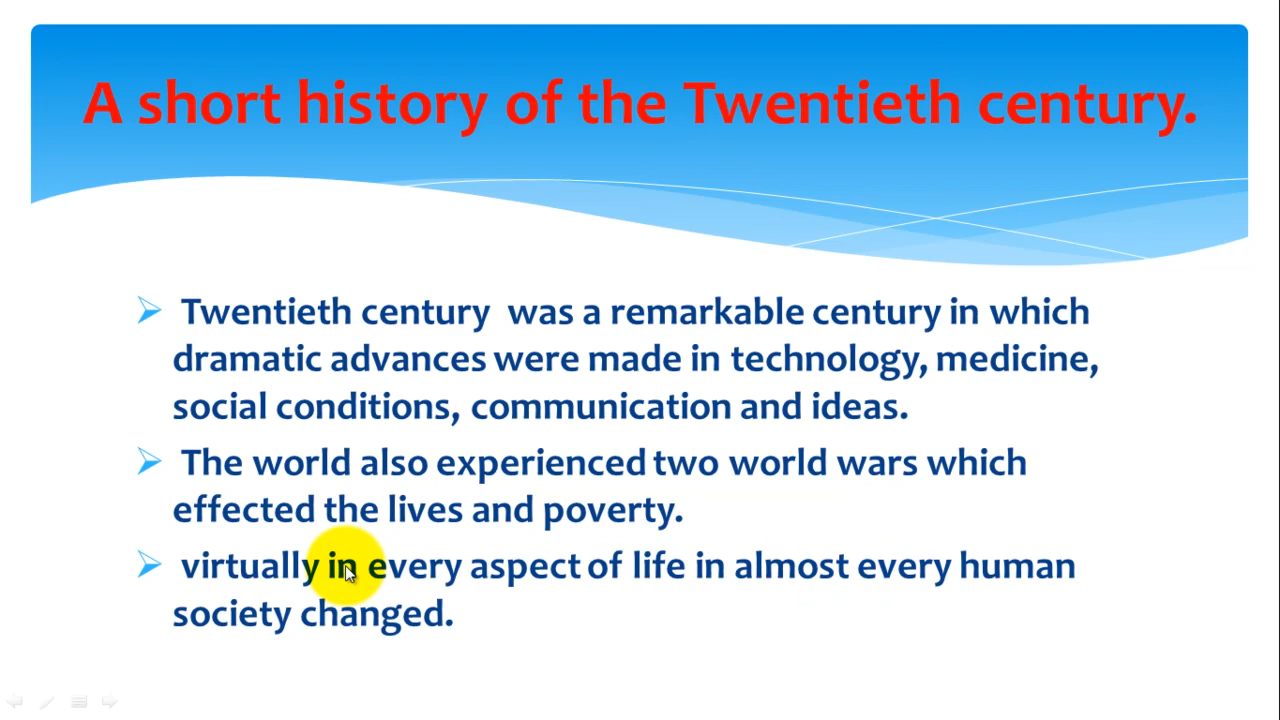 A short history of the Twentieth century.
Twentieth century was a remarkable century in which
dramatic advances were made in technology, medicine,
social conditions, communication and ideas.
The world also experienced two world wars which
effected the lives and poverty.
virtually in every aspect of life in almost every human
society changed.